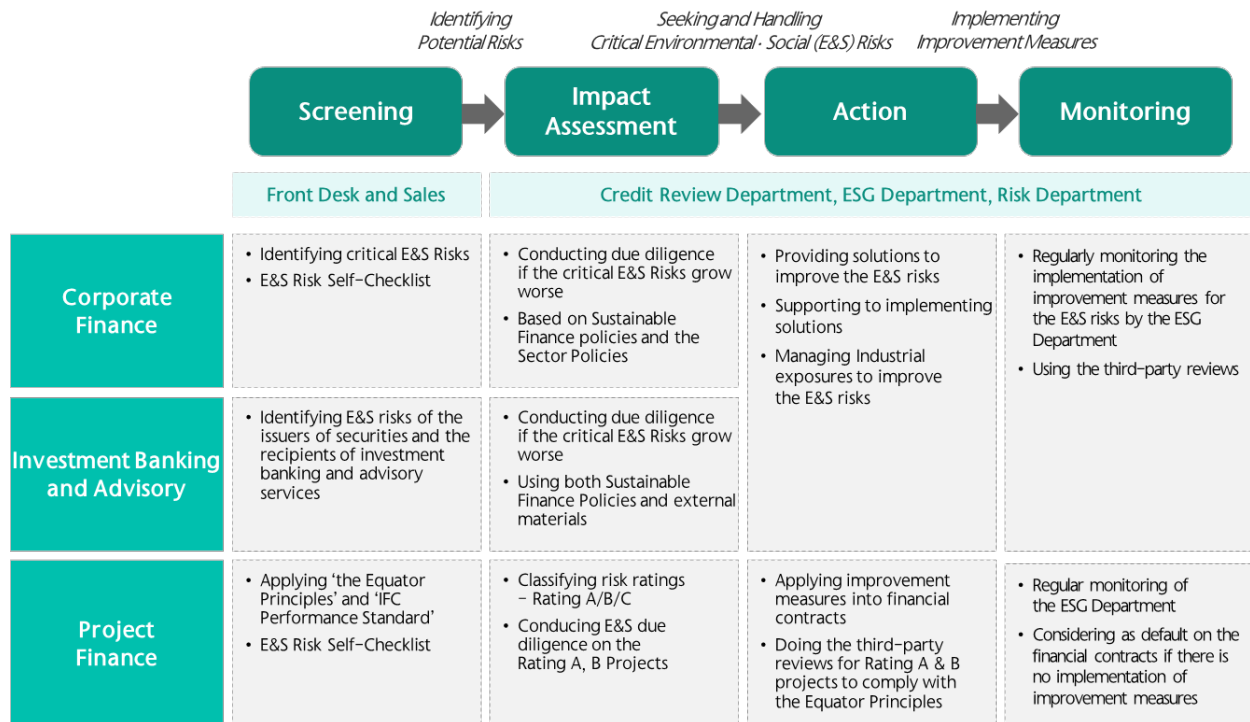 Identifying
Potential Risks
Seeking and Handling
Critical Environmental· Social (E&S) Risks
Implementing
Improvement Measures
Screening
Impact
Assessment
Action
Monitoring
Front Desk and Sales
Credit Review Department, ESG Department, Risk Department
Corporate
Finance
• Identifying critical E&S Risks
• E&S Risk Self-Checklist
• Conducting due diligence
if the critical E&S Risks grow
worse
• Based on Sustainable
Finance policies and the
Sector Policies
• Providing solutions to
improve the E&S risks
• Supporting to implementing
solutions
• Managing Industrial
exposures to improve
the E&S risks
• Regularly monitoring the
implementation of
improvement measures for
the E&S risks by the ESG
Department
• Using the third-party reviews
Investment Banking
and Advisory
• Identifying E&S risks of the
issuers of securities and the
recipients of investment
banking and advisory
services
• Conducting due diligence
if the critical E&S Risks grow
worse
• Using both Sustainable
Finance Policies and external
materials
Project
Finance
• Applying ‘the Equator
Principles’ and ‘IFC
Performance Standard’
• E&S Risk Self-Checklist
• Classifying risk ratings
- Rating A/B/C
• Conducing E&S due
diligence on the
Rating A, B Projects
• Applying improvement
measures into financial
contracts
• Doing the third-party
reviews for Rating A & B
projects to comply with
the Equator Principles
• Regular monitoring of
the ESG Department
• Considering as default on the
financial contracts if there is
no implementation of
improvement measures